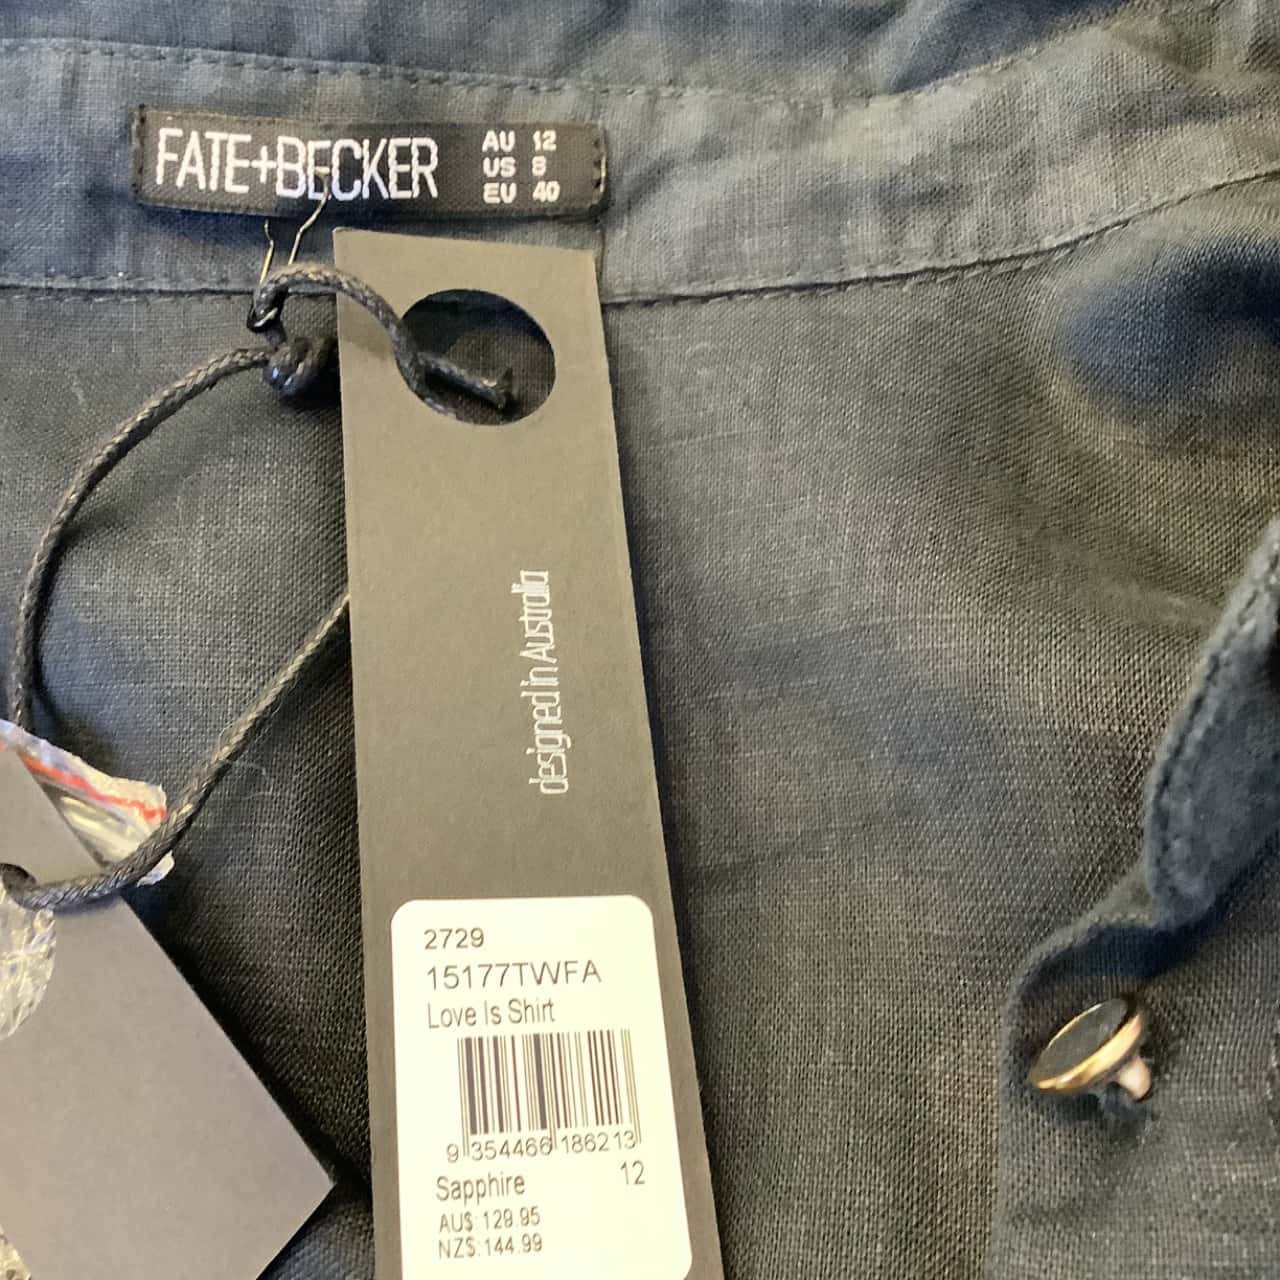 FATE+BECKER
AU 12
US 8
EU 40
designed in Australia
2729
15177TWFA
Love Is Shirt
9 354466 186213
Sapphire 12
AU$: 129.95
NZ$: 144.99